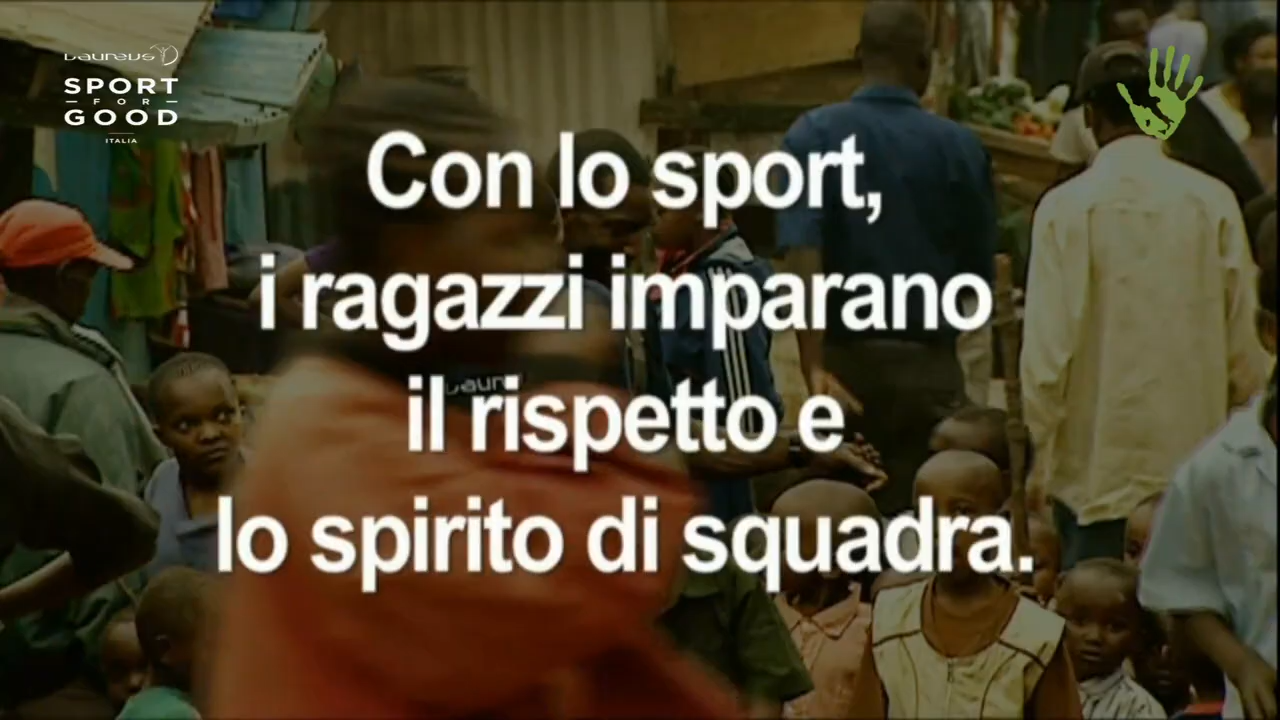 Laureus
SPORT
FOR
GOOD
ITALIA
Con lo sport,
i ragazzi imparano
il rispetto e
lo spirito di squadra.